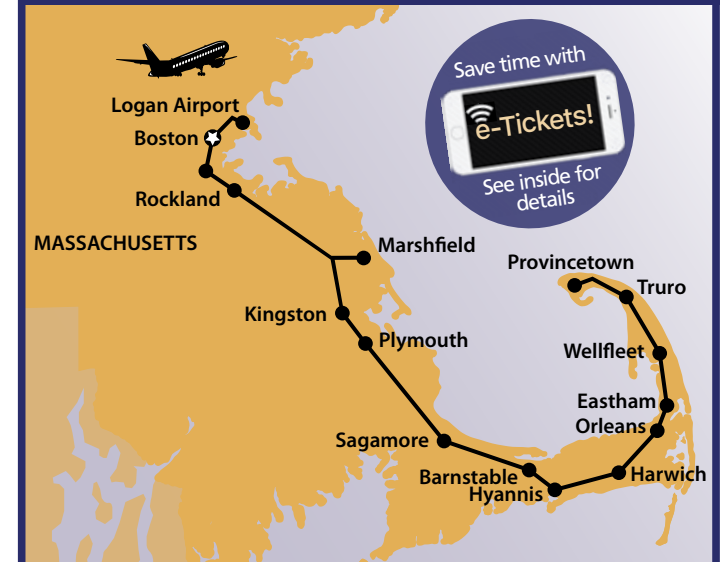 Save time with
e-Tickets!
See inside for
details
Logan Airport
Boston
Rockland
MASSACHUSETTS
Marshfield
Provincetown
Truro
Kingston
Plymouth
Wellfleet
Eastham
Orleans
Sagamore
Barnstable
Harwich
Hyannis